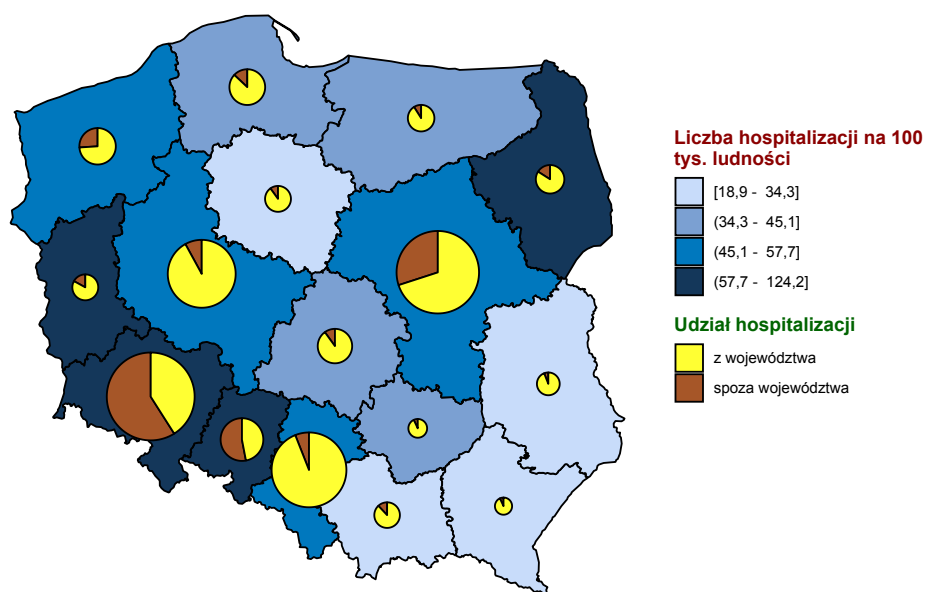 Liczba hospitalizacji na 100
tys. ludności
[18,9 - 34,3]
(34,3 - 45,1]
(45,1 - 57,7]
(57,7 - 124,2]
Udział hospitalizacji
z województwa
spoza województwa